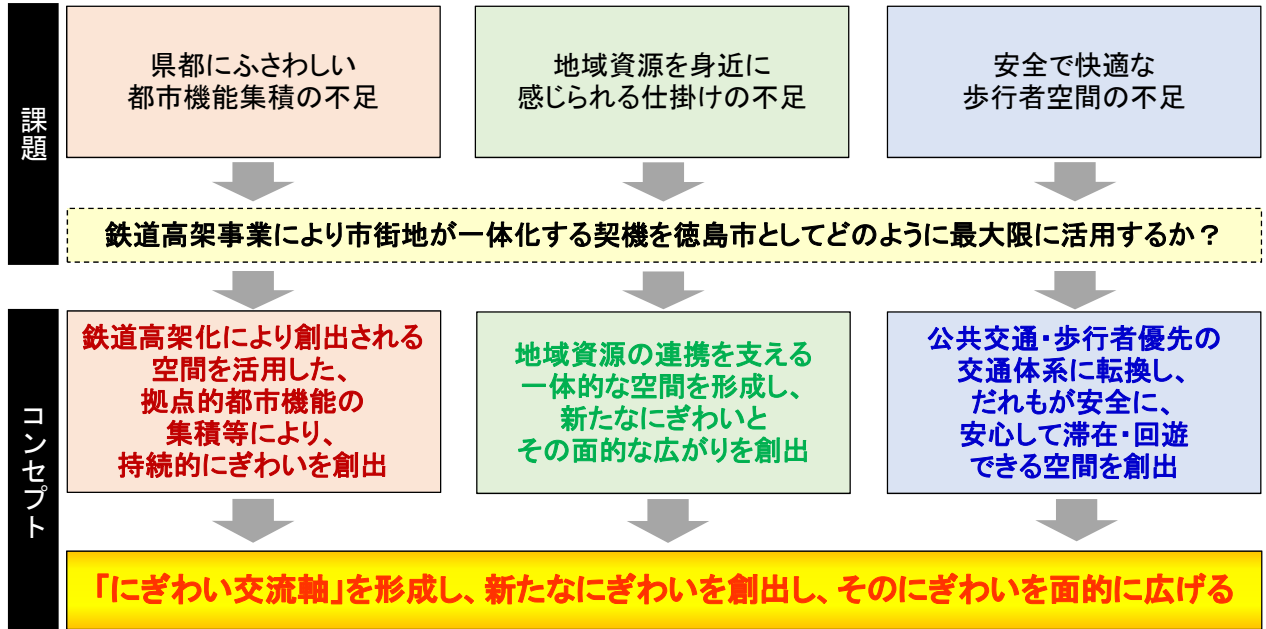 課題
県都にふさわしい
都市機能集積の不足
地域資源を身近に
感じられる仕掛けの不足
安全で快適な
歩行者空間の不足
鉄道高架事業により市街地が一体化する契機を徳島市としてどのように最大限に活用するか？
コンセプト
鉄道高架化により創出される
空間を活用した、
拠点的都市機能の
集積等により、
持続的にぎわいを創出
地域資源の連携を支える
一体的な空間を形成し、
新たなにぎわいと
その面的な広がりを創出
公共交通・歩行者優先の
交通体系に転換し、
だれもが安全に、
安心して滞在・回遊
できる空間を創出
「にぎわい交流軸」を形成し、新たなにぎわいを創出し、そのにぎわいを面的に広げる